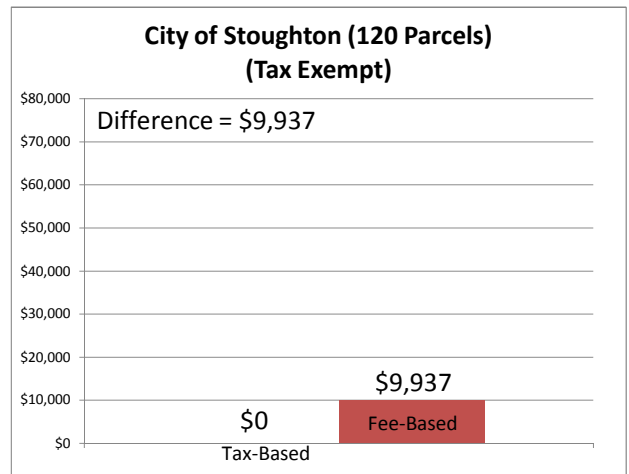 City of Stoughton (120 Parcels)
(Tax Exempt)
$80,000
Difference = $9,937
$70,000
$60,000
$50,000
$40,000
$30,000
$20,000
$9,937
$10,000
$0
Fee-Based
$0
Tax-Based